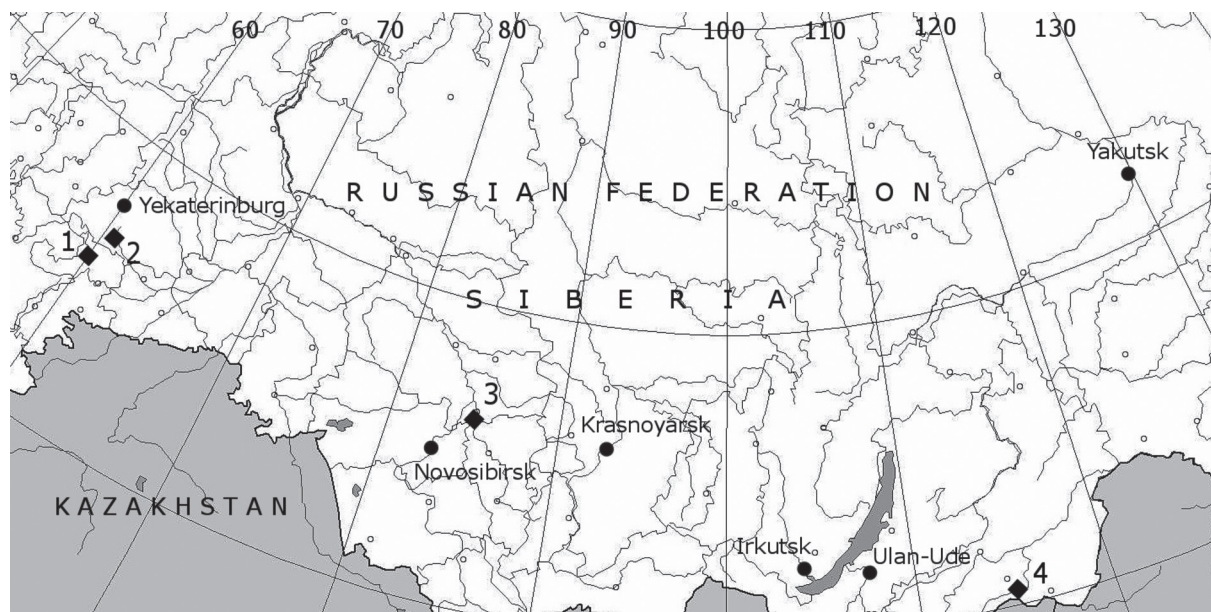 60 70 80 90 100 110 120 130
Yakutsk
RUSSIAN FEDERATION
Yekaterinburg
1
2
SIBERIA
3
Krasnoyarsk
Novosibirsk
KAZAKHSTAN
Irkutsk
Ulan-Ude
4